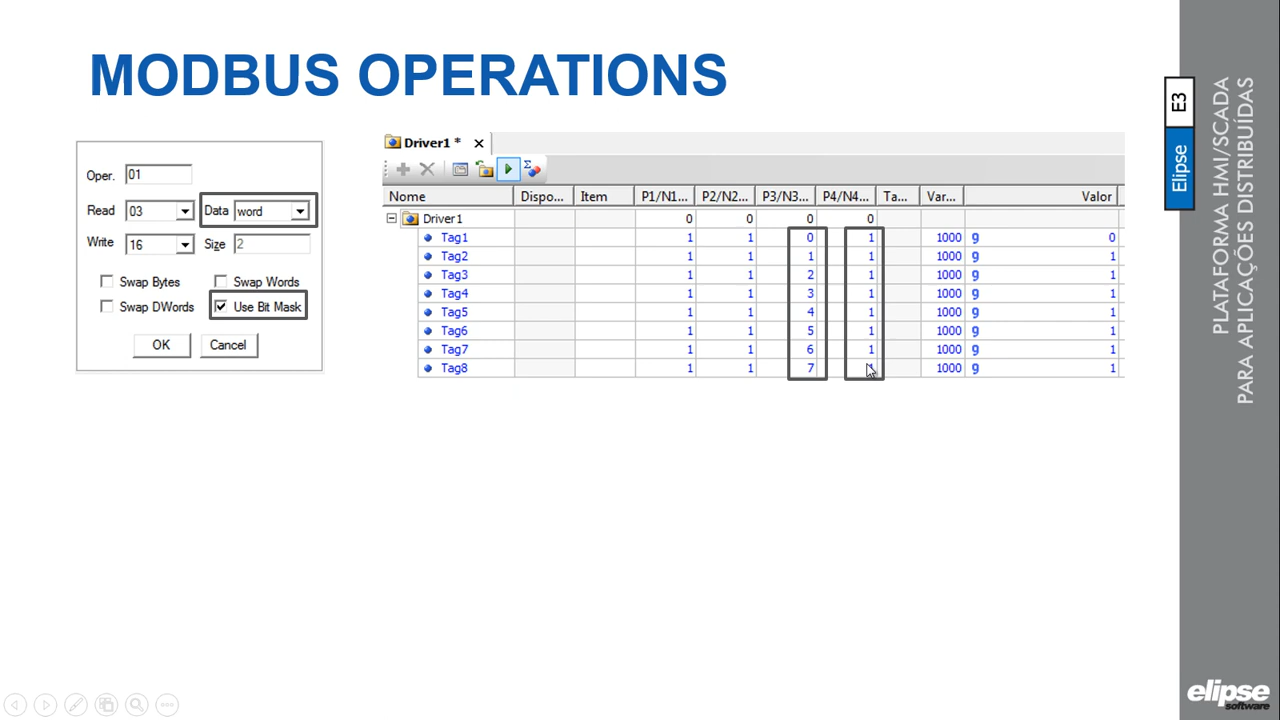 MODBUS OPERATIONS
Oper. 01
Read 03 Data word
Write 16 Size 2
Swap Bytes Swap Words
Swap DWords Use Bit Mask
OK Cancel
Driver1 *
Nome Dispo... Item P1/N1... P2/N2... P3/N3... P4/N4... Ta... Var... Valor
Driver1 0 0 0 0
Tag1 1 1 0 1 1000 0
Tag2 1 1 1 1 1000 1
Tag3 1 1 2 1 1000 1
Tag4 1 1 3 1 1000 1
Tag5 1 1 4 1 1000 1
Tag6 1 1 5 1 1000 1
Tag7 1 1 6 1 1000 1
Tag8 1 1 7 1 1000 1
Elipse E3
PLATAFORMA HMI/SCADA
PARA APLICAÇÕES DISTRIBUÍDAS
elipse
software